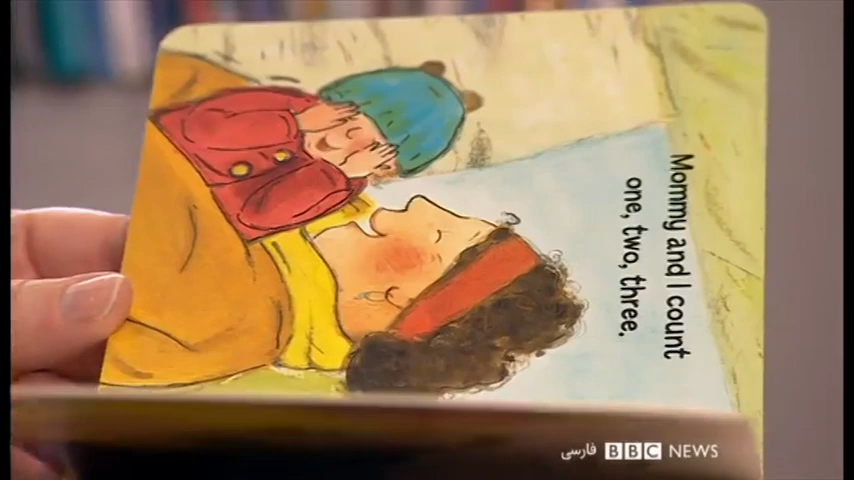 Mommy and I count
one, two, three.
فارسی BBC NEWS